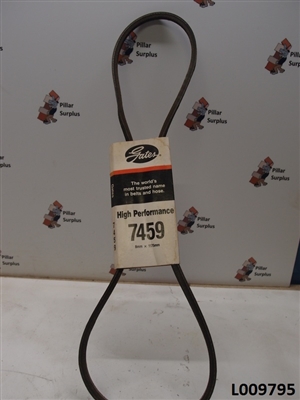 Gates
The world's
most trusted name
in belts and hose.
High Performance
7459
Pillar
Surplus
L009795